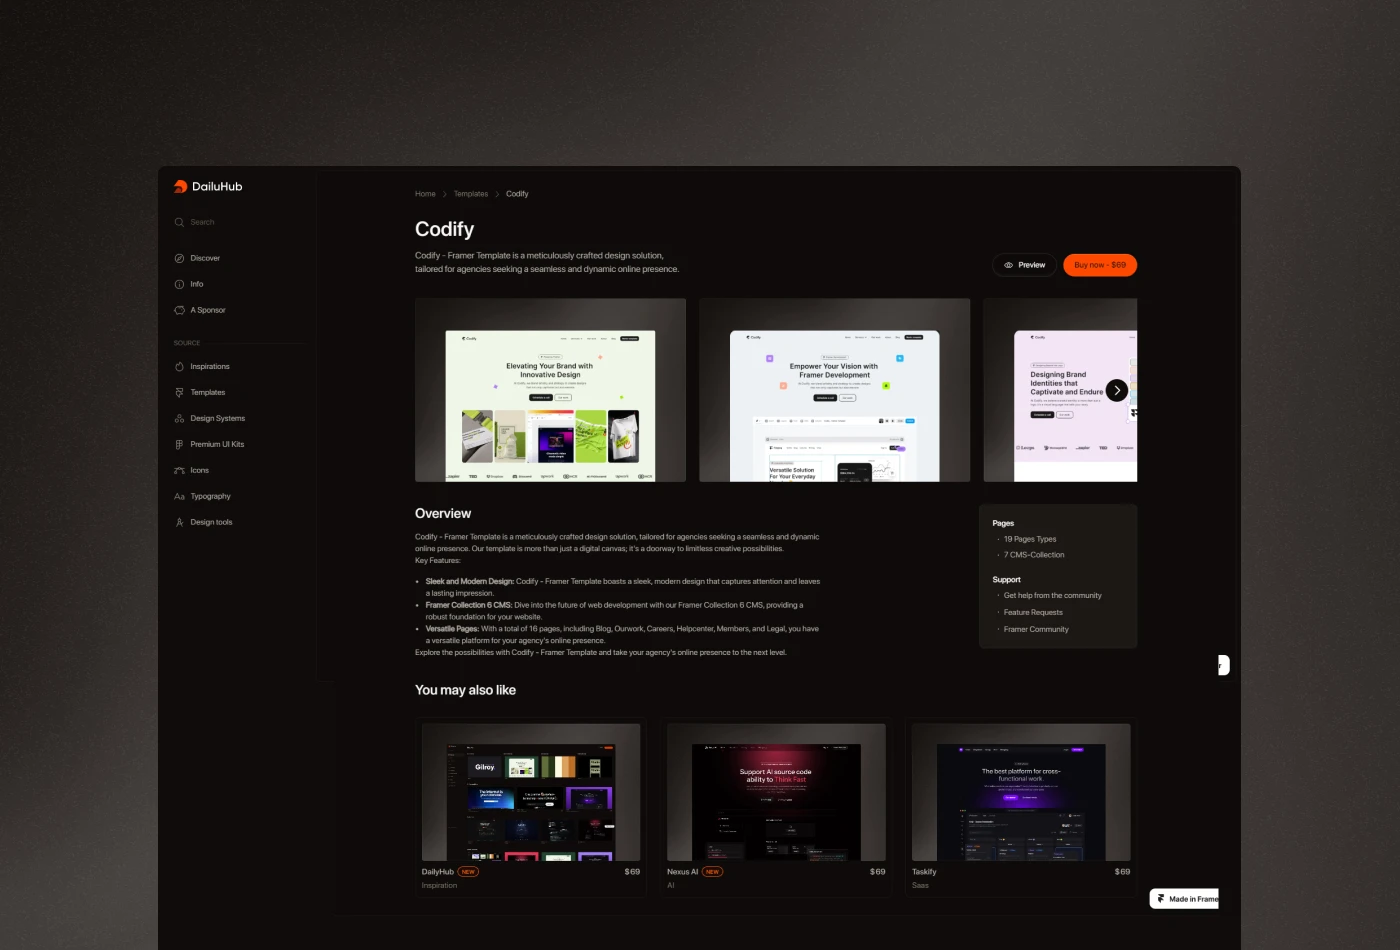 DailuHub
Search
Discover
Info
A Sponsor
SOURCE
Inspirations
Templates
Design Systems
Premium UI Kits
Icons
Aa Typography
Design tools
Home > Templates > Codify
Codify
Codify - Framer Template is a meticulously crafted design solution,
tailored for agencies seeking a seamless and dynamic online presence.
Preview
Buy now - $69
Codify
Elevating Your Brand with
Innovative Design
Codify
Empower Your Vision with
Framer Development
Versatile Solution
For Your Everyday
Codify
Designing Brand
Identities that
Captivate and Endure
Overview
Codify - Framer Template is a meticulously crafted design solution, tailored for agencies seeking a seamless and dynamic
online presence. Our template is more than just a digital canvas; it's a doorway to limitless creative possibilities.
Key Features:
• Sleek and Modern Design: Codify - Framer Template boasts a sleek, modern design that captures attention and leaves
a lasting impression.
• Framer Collection 6 CMS: Dive into the future of web development with our Framer Collection 6 CMS, providing a
robust foundation for your website.
• Versatile Pages: With a total of 16 pages, including Blog, Ourwork, Careers, Helpcenter, Members, and Legal, you have
a versatile platform for your agency's online presence.
Explore the possibilities with Codify - Framer Template and take your agency's online presence to the next level.
Pages
· 19 Pages Types
· 7 CMS-Collection
Support
· Get help from the community
· Feature Requests
· Framer Community
r
You may also like
Gilroy
DailyHub NEW $69
Inspiration
Support AI source code
ability to Think Fast
Nexus AI NEW $69
AI
The best platform for cross-
functional work.
Taskify $69
Saas
Made in Frame